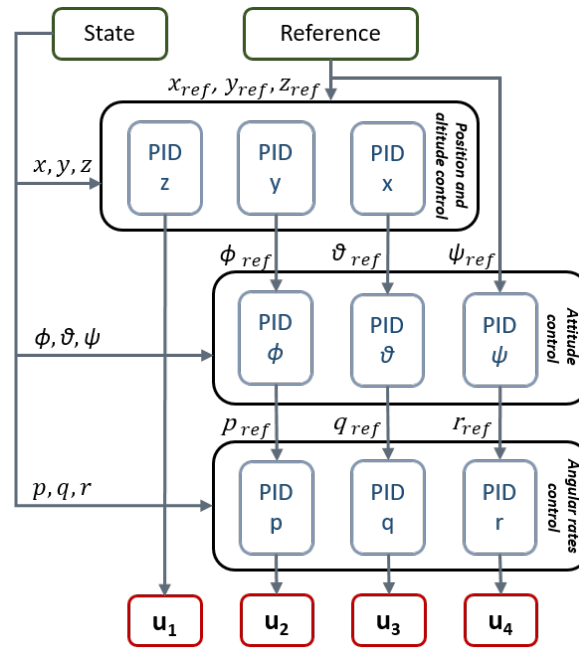 State
Reference
x_ref, y_ref, z_ref
PID z
PID y
PID x
Position and
altitude control
x, y, z
ϕ_ref
ϑ_ref
ψ_ref
PID ϕ
PID ϑ
PID ψ
Attitude
control
ϕ, ϑ, ψ
p_ref
q_ref
r_ref
PID p
PID q
PID r
Angular rates
control
p, q, r
u₁
u₂
u₃
u₄